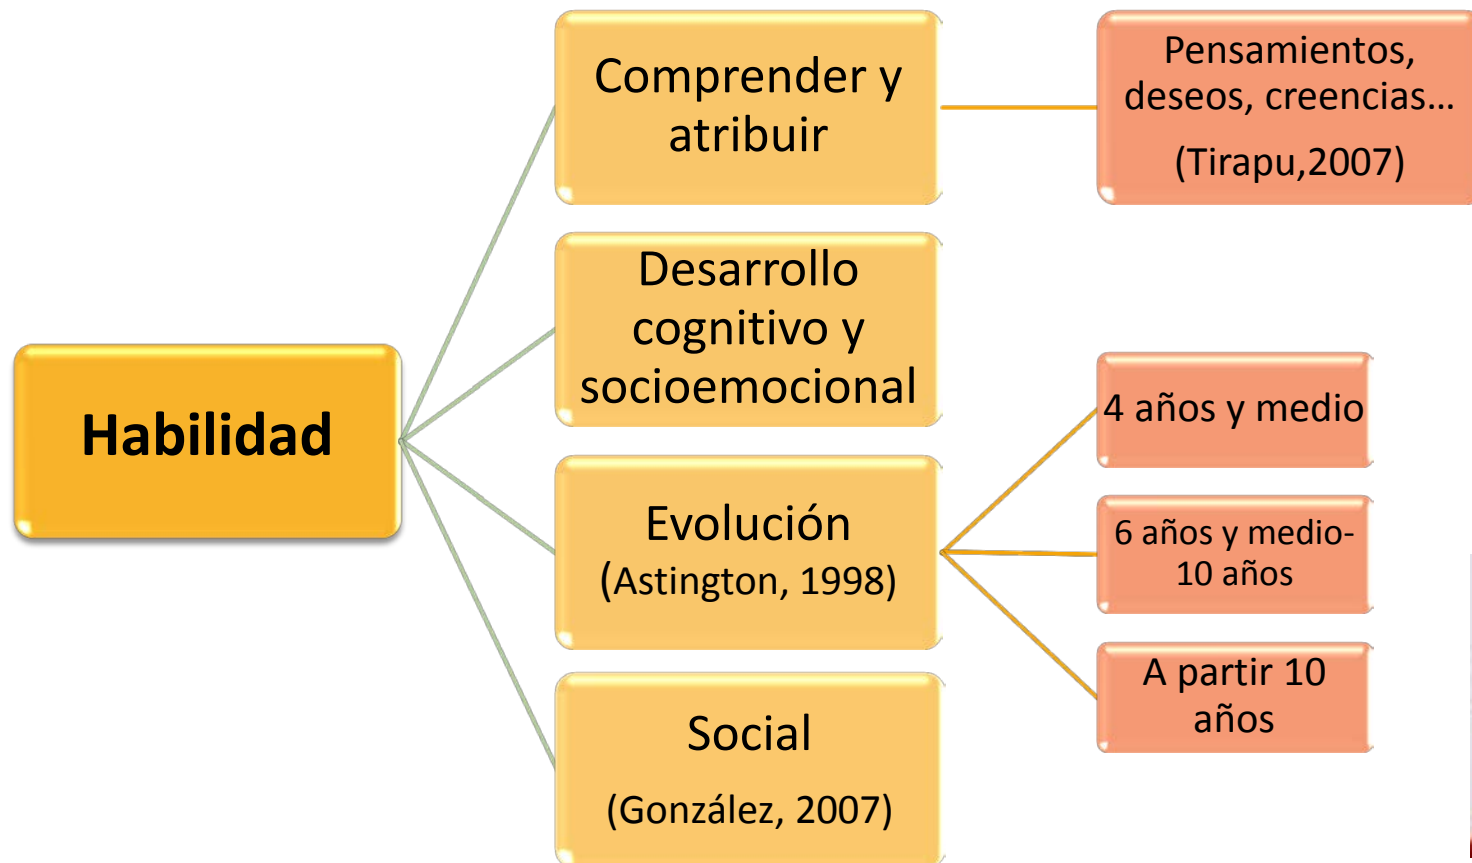 Habilidad
Comprender y
atribuir
Pensamientos,
deseos, creencias…
(Tirapu,2007)
Desarrollo
cognitivo y
socioemocional
Evolución
(Astington, 1998)
4 años y medio
6 años y medio-
10 años
A partir 10
años
Social
(González, 2007)